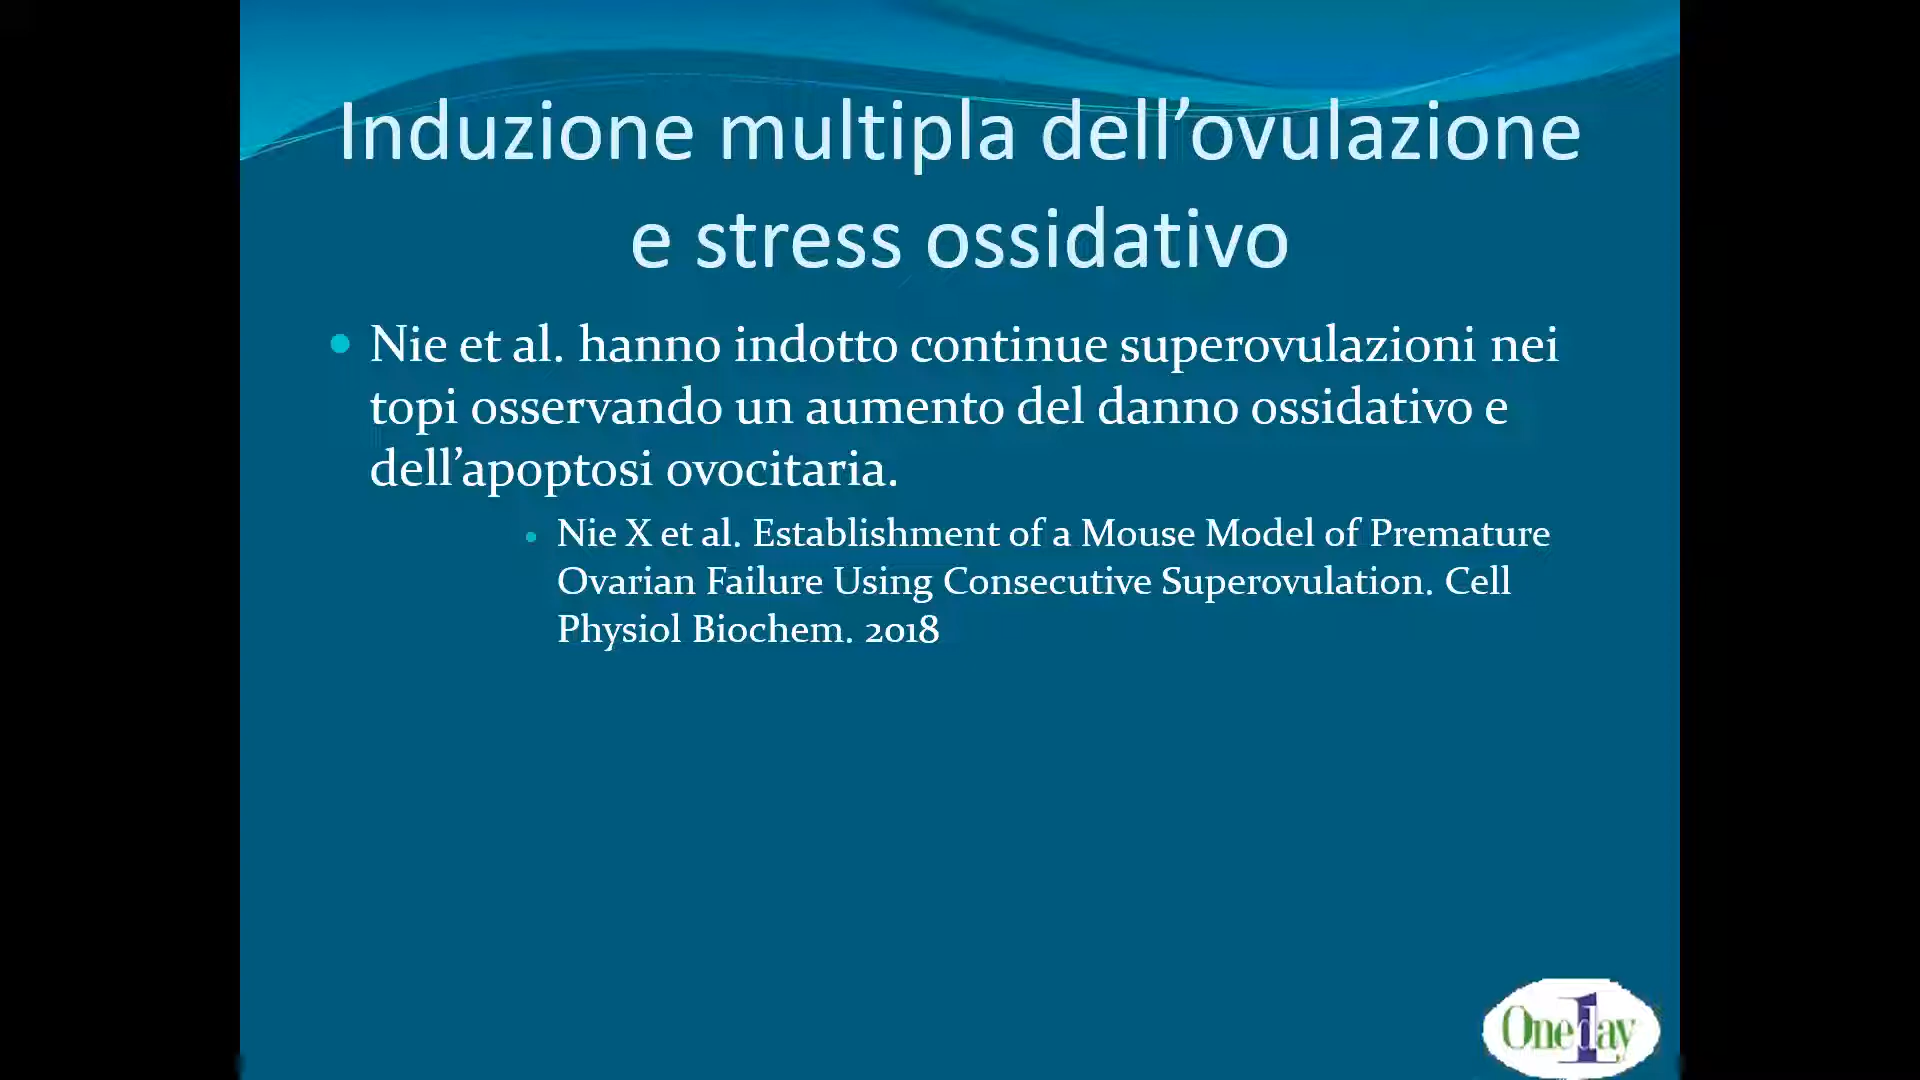 Induzione multipla dell’ovulazione
e stress ossidativo
• Nie et al. hanno indotto continue superovulazioni nei
topi osservando un aumento del danno ossidativo e
dell’apoptosi ovocitaria.
• Nie X et al. Establishment of a Mouse Model of Premature
Ovarian Failure Using Consecutive Superovulation. Cell
Physiol Biochem. 2018
One1day